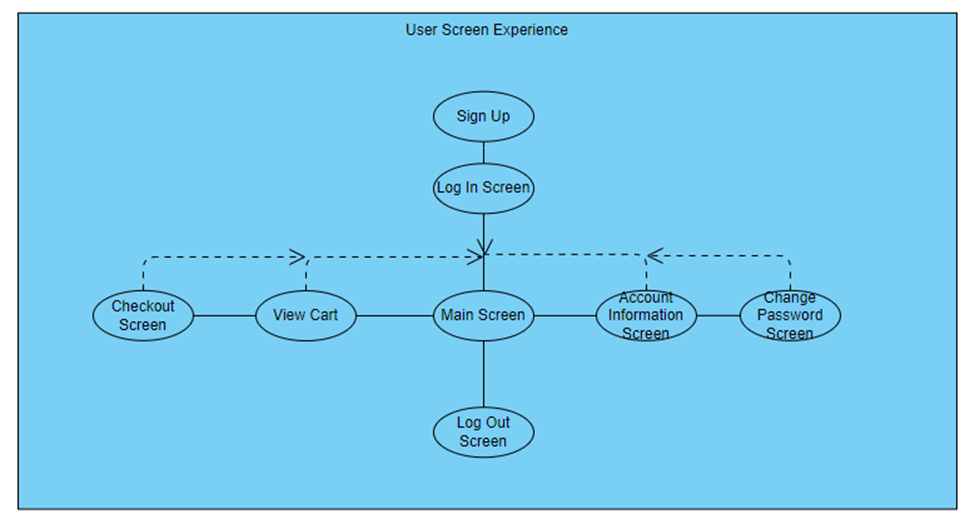 User Screen Experience
Sign Up
Log In Screen
Checkout
Screen
View Cart
Main Screen
Account
Information
Screen
Change
Password
Screen
Log Out
Screen